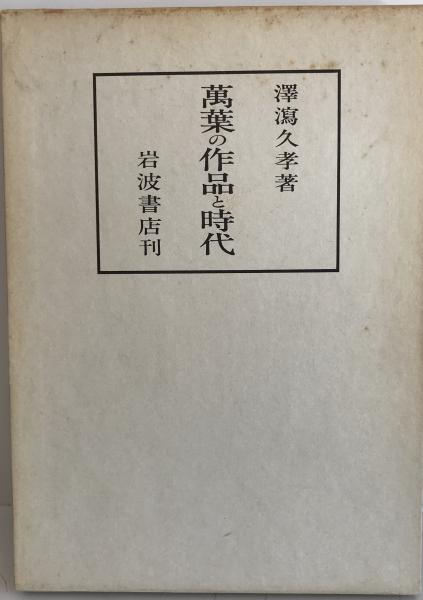 澤瀉久孝著
萬葉の作品と時代
岩波書店刊